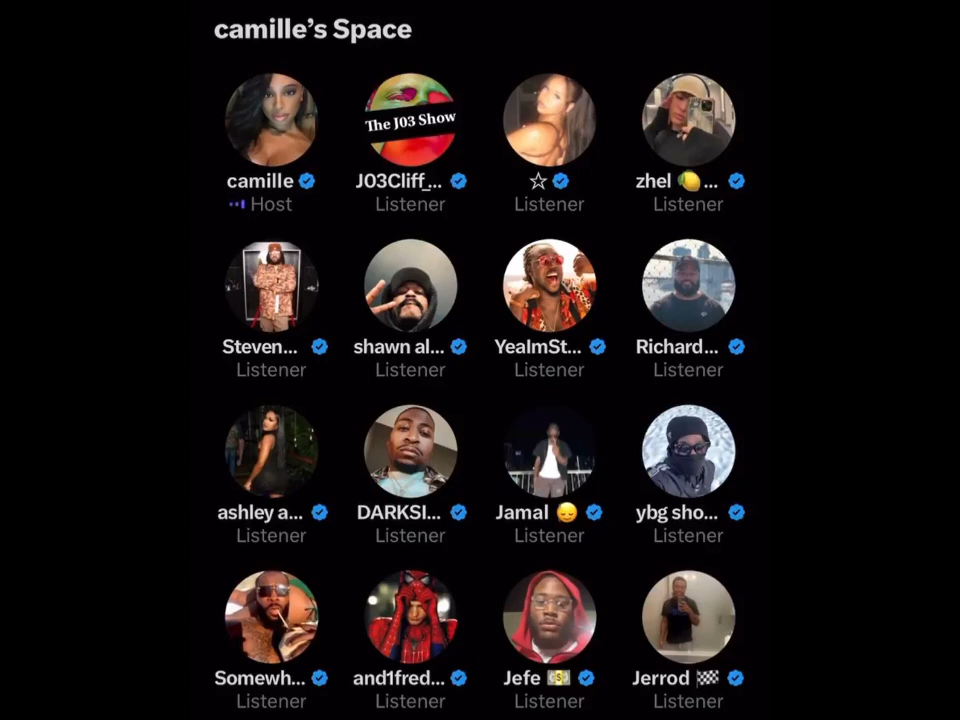 camille’s Space
The J03 Show
camille
J03Cliff_...
☆
zhel 🍋...
Host
Listener
Listener
Listener
Steven...
shawn al...
YeaImSt...
Richard...
Listener
Listener
Listener
Listener
ashley a...
DARKSI...
Jamal 😌
ybg sho...
Listener
Listener
Listener
Listener
Somewh...
and1fred...
Jefe 💵
Jerrod 🏁
Listener
Listener
Listener
Listener